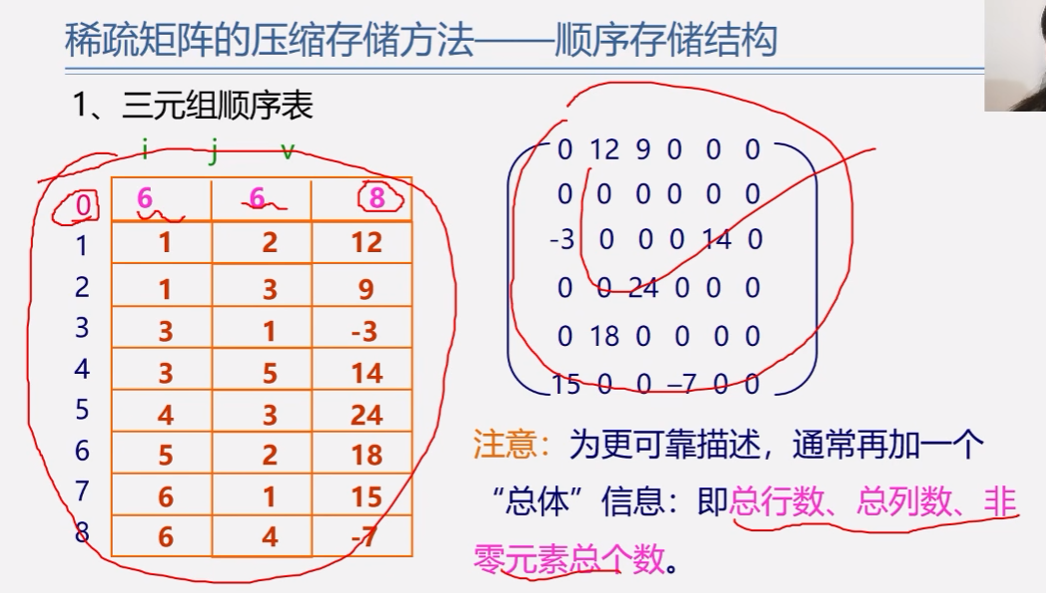 稀疏矩阵的压缩存储方法——顺序存储结构
1、三元组顺序表
i j v
0 6 6 8
1 1 2 12
2 1 3 9
3 3 1 -3
4 3 5 14
5 4 3 24
6 5 2 18
7 6 1 15
8 6 4 -7
0 12 9 0 0 0
0 0 0 0 0 0
-3 0 0 0 14 0
0 0 24 0 0 0
0 18 0 0 0 0
15 0 0 –7 0 0
注意：为更可靠描述，通常再加一个
“总体”信息：即总行数、总列数、非
零元素总个数。